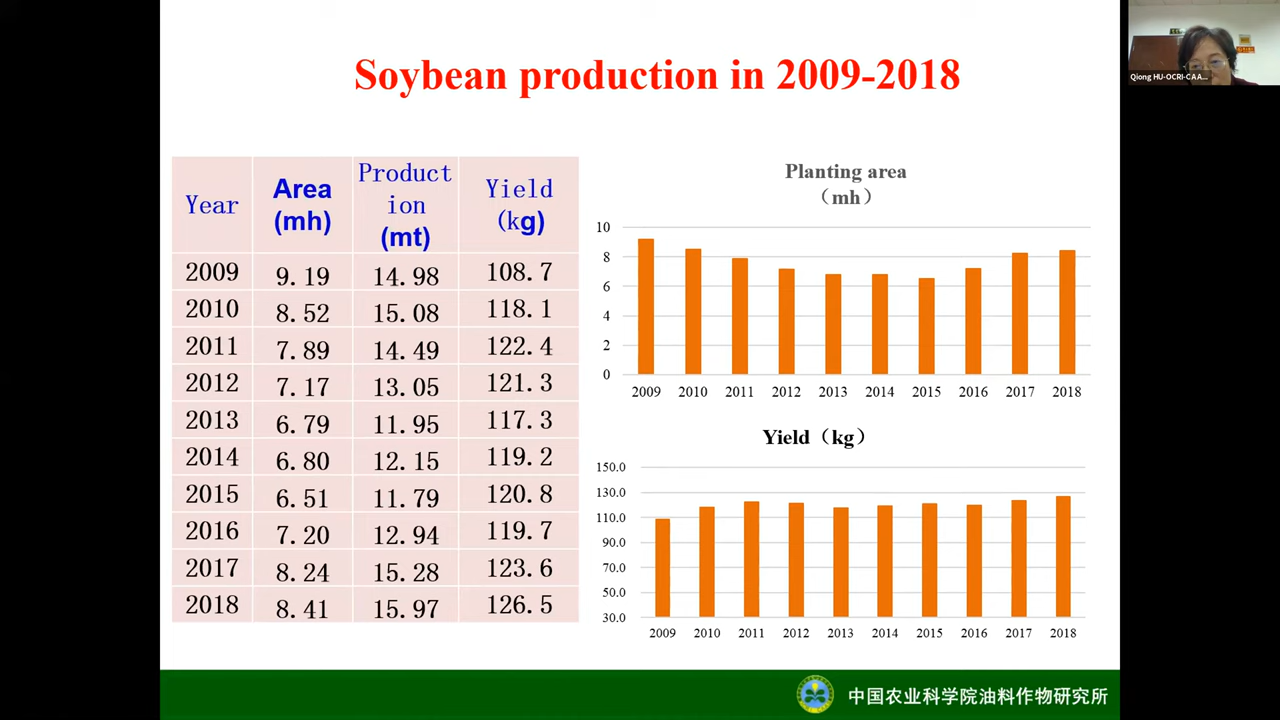 Soybean production in 2009-2018
Qiong HU-OCRI-CAA...
Year Area (mh) Production (mt) Yield (kg)
2009 9.19 14.98 108.7
2010 8.52 15.08 118.1
2011 7.89 14.49 122.4
2012 7.17 13.05 121.3
2013 6.79 11.95 117.3
2014 6.80 12.15 119.2
2015 6.51 11.79 120.8
2016 7.20 12.94 119.7
2017 8.24 15.28 123.6
2018 8.41 15.97 126.5
Planting area
（mh）
10
8
6
4
2
0
2009 2010 2011 2012 2013 2014 2015 2016 2017 2018
Yield（kg）
150.0
130.0
110.0
90.0
70.0
50.0
30.0
2009 2010 2011 2012 2013 2014 2015 2016 2017 2018
中国农业科学院油料作物研究所